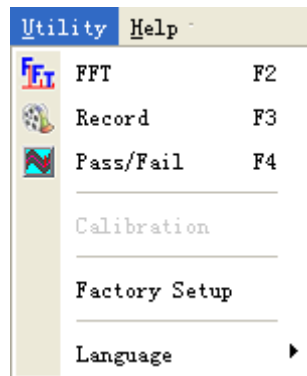 Utility Help
FFT F2
Record F3
Pass/Fail F4
Calibration
Factory Setup
Language